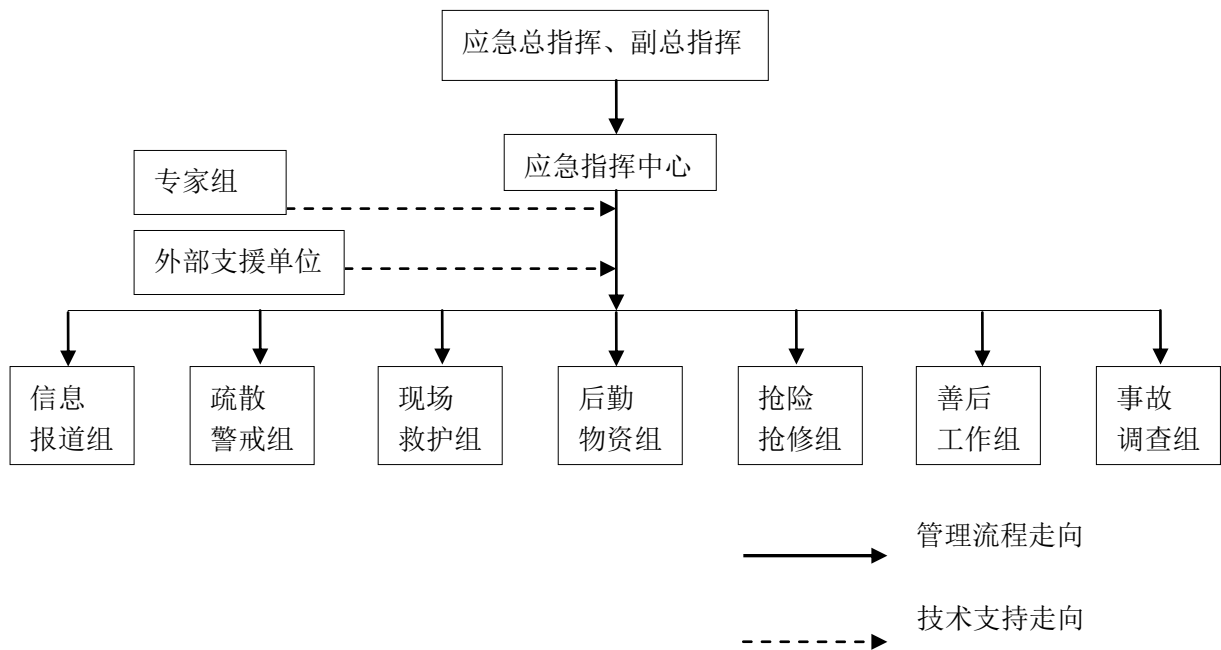 应急总指挥、副总指挥
应急指挥中心
专家组
外部支援单位
信息
报道组
疏散
警戒组
现场
救护组
后勤
物资组
抢险
抢修组
善后
工作组
事故
调查组
管理流程走向
技术支持走向